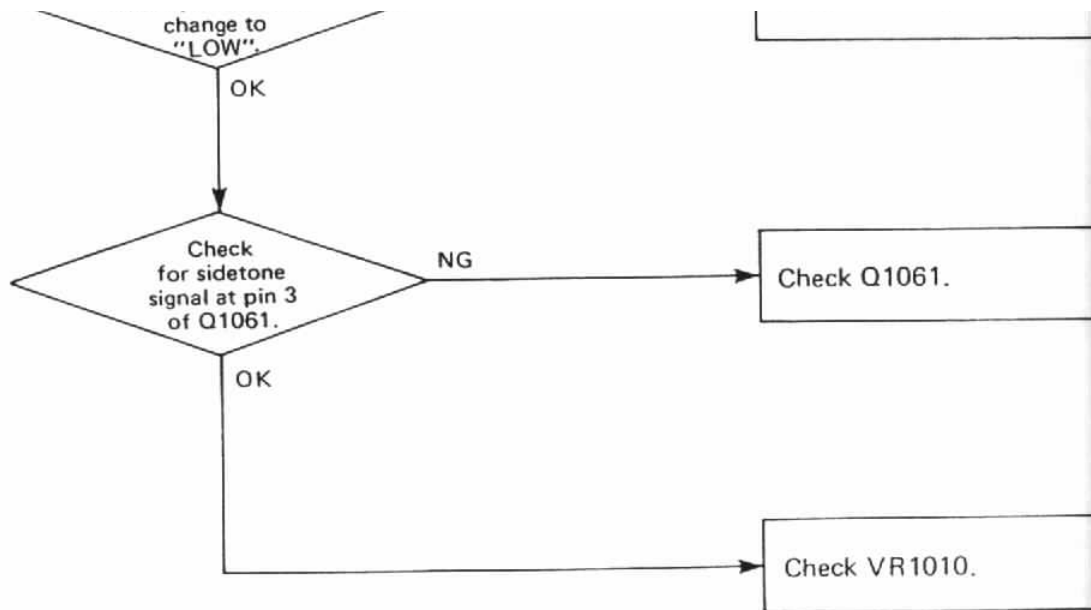 change to
"LOW".
OK
Check
for sidetone
signal at pin 3
of Q1061.
NG
Check Q1061.
OK
Check VR1010.